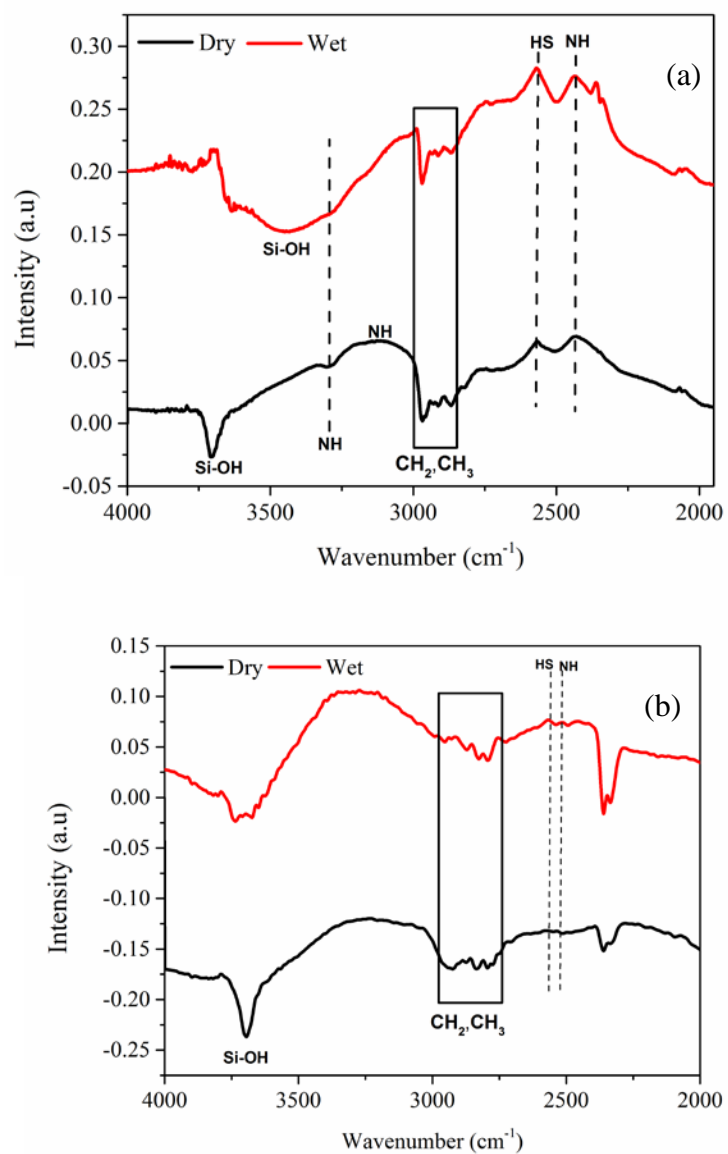 Dry Wet HS NH (a)
0.30
0.25
0.20
0.15
0.10
0.05
0.00
-0.05
Intensity (a.u)
Si-OH
NH
NH
Si-OH
CH₂,CH₃
4000 3500 3000 2500 2000
Wavenumber (cm⁻¹)
Dry Wet HS NH (b)
0.15
0.10
0.05
0.00
-0.05
-0.10
-0.15
-0.20
-0.25
Intensity (a.u)
Si-OH
CH₂,CH₃
4000 3500 3000 2500 2000
Wavenumber (cm⁻¹)